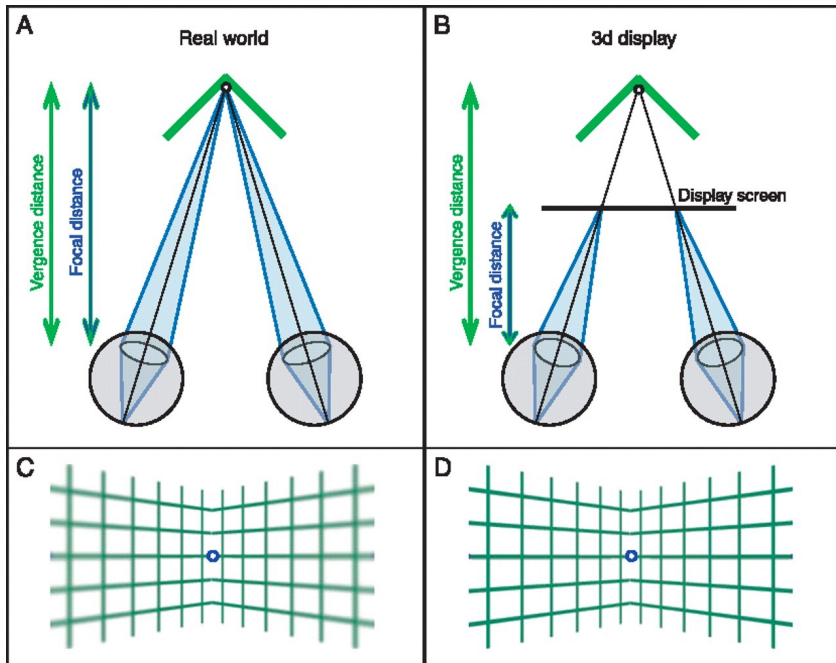 A
Real world
Vergence distance
Focal distance
B
3d display
Vergence distance
Focal distance
Display screen
C
D